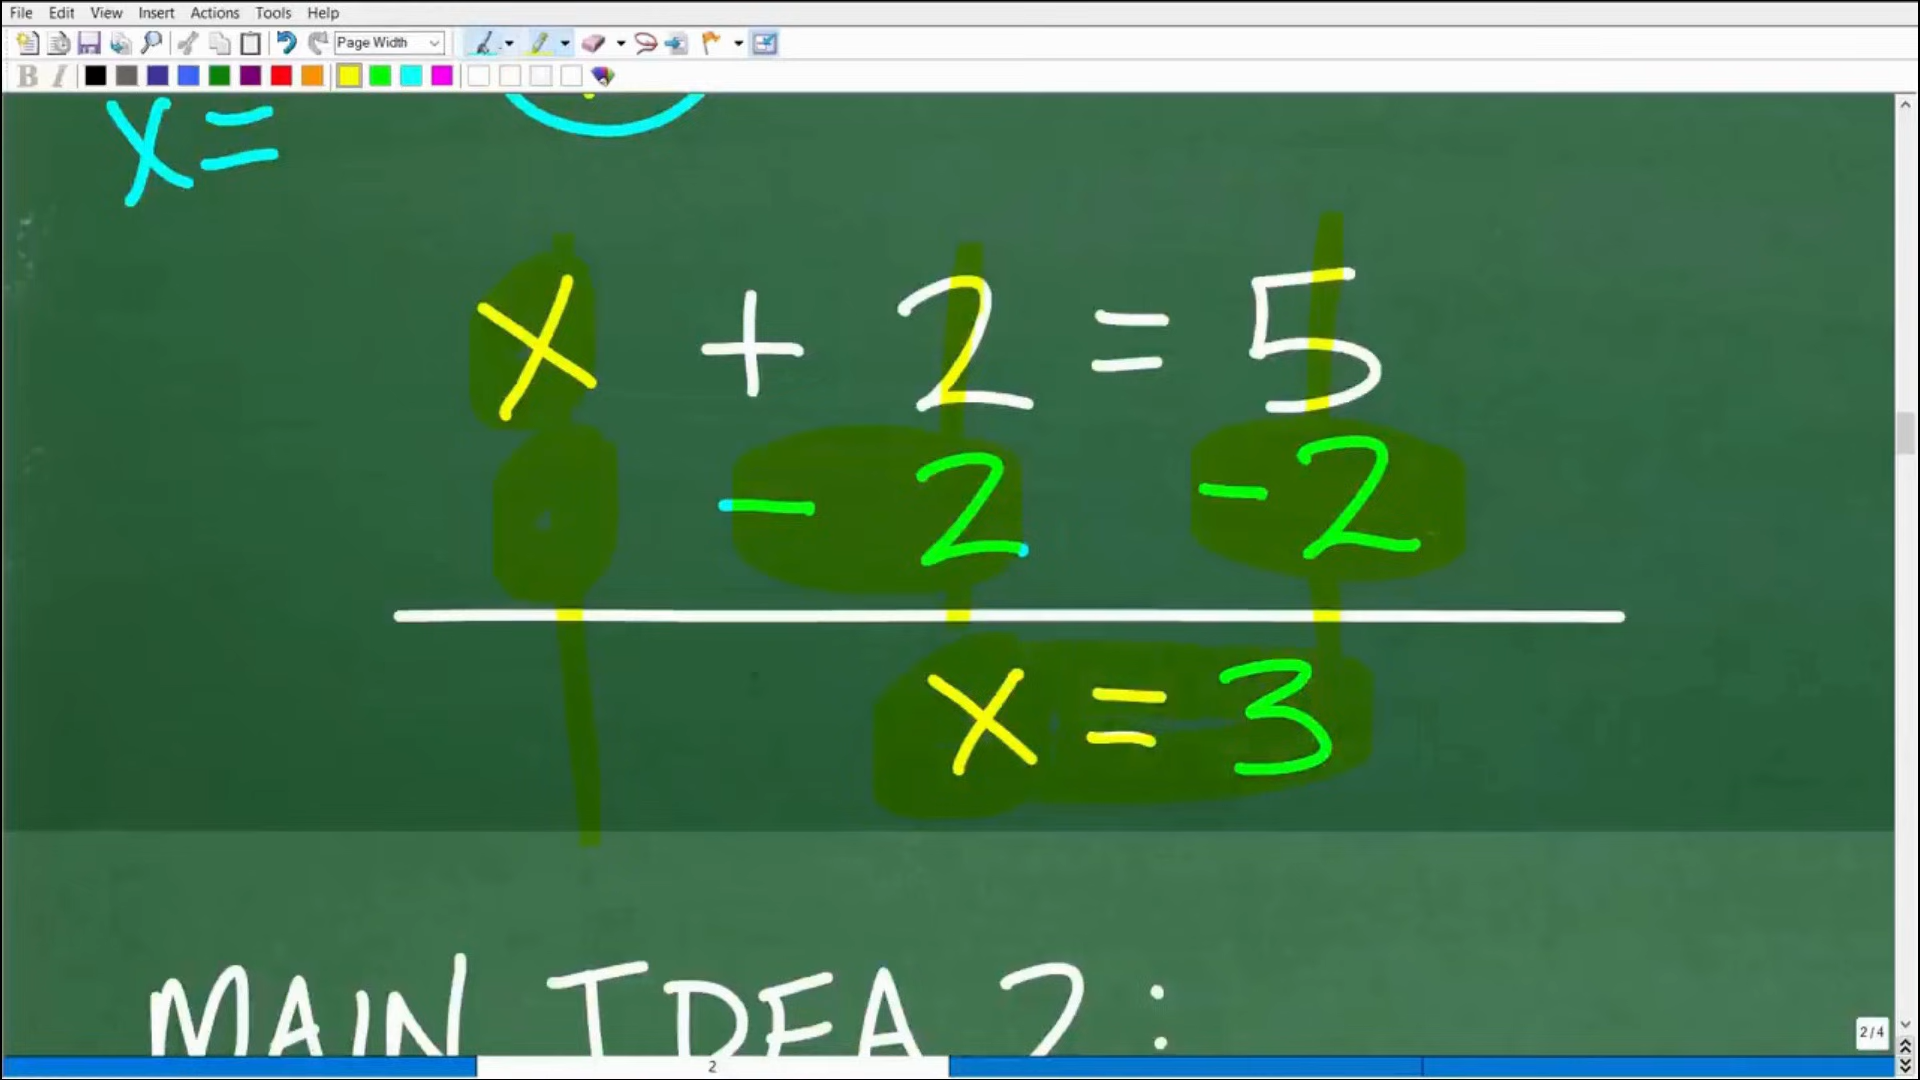 File Edit View Insert Actions Tools Help
Page Width
B I
x=
x + 2 = 5
- 2 - 2
x = 3
MAIN IDEA 2:
2/4
2